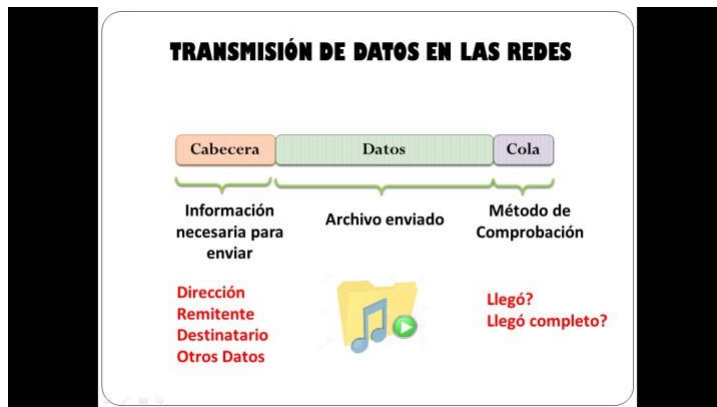 TRANSMISIÓN DE DATOS EN LAS REDES
Cabecera
Datos
Cola
Información
necesaria para
enviar
Archivo enviado
Método de
Comprobación
Dirección
Remitente
Destinatario
Otros Datos
Llegó?
Llegó completo?